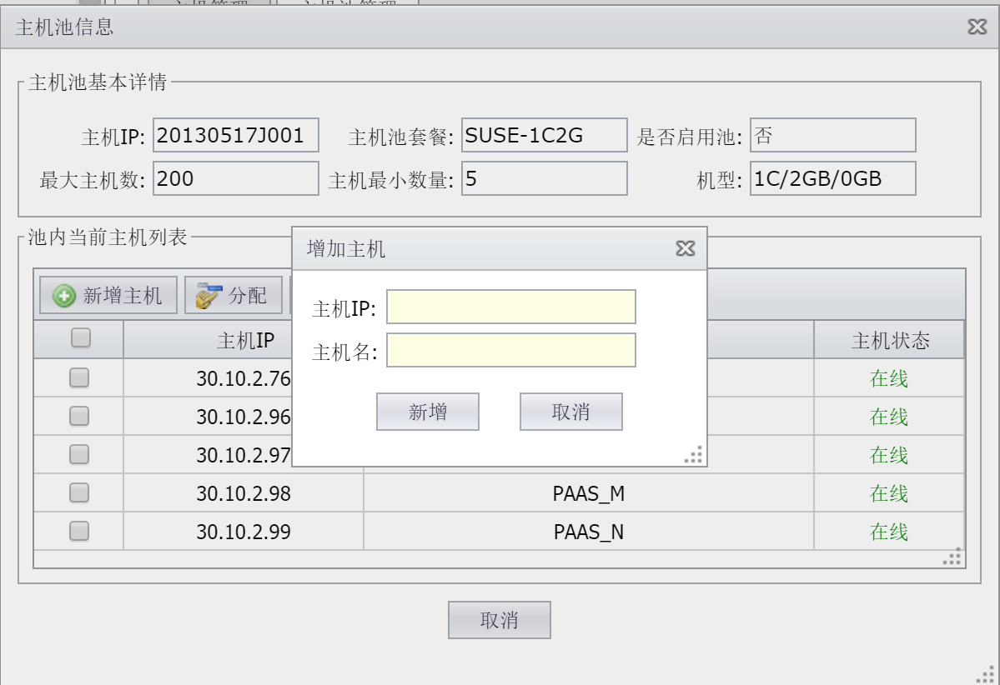 主机池信息
主机池基本详情
主机IP: 20130517J001 主机池套餐: SUSE-1C2G 是否启用池: 否
最大主机数: 200 主机最小数量: 5 机型: 1C/2GB/0GB
池内当前主机列表
增加主机
主机IP:
主机名:
新增 取消
新增主机 分配
主机IP 主机状态
30.10.2.76 在线
30.10.2.96 在线
30.10.2.97 在线
30.10.2.98 PAAS_M 在线
30.10.2.99 PAAS_N 在线
取消